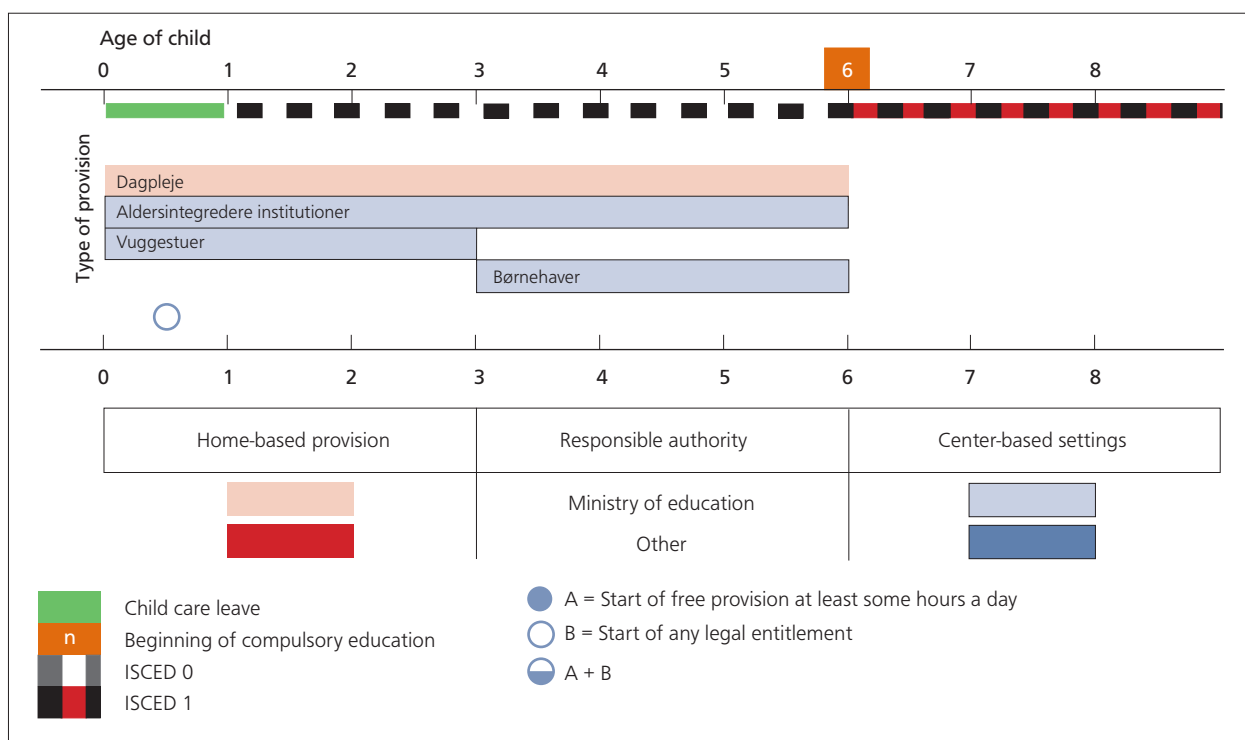 Age of child
0 1 2 3 4 5 6 7 8
Type of provision
Dagpleje
Aldersintegredere institutioner
Vuggestuer
Børnehaver
0 1 2 3 4 5 6 7 8
Home-based provision Responsible authority Center-based settings
Ministry of education
Other
Child care leave
n Beginning of compulsory education
ISCED 0
ISCED 1
A = Start of free provision at least some hours a day
B = Start of any legal entitlement
A + B